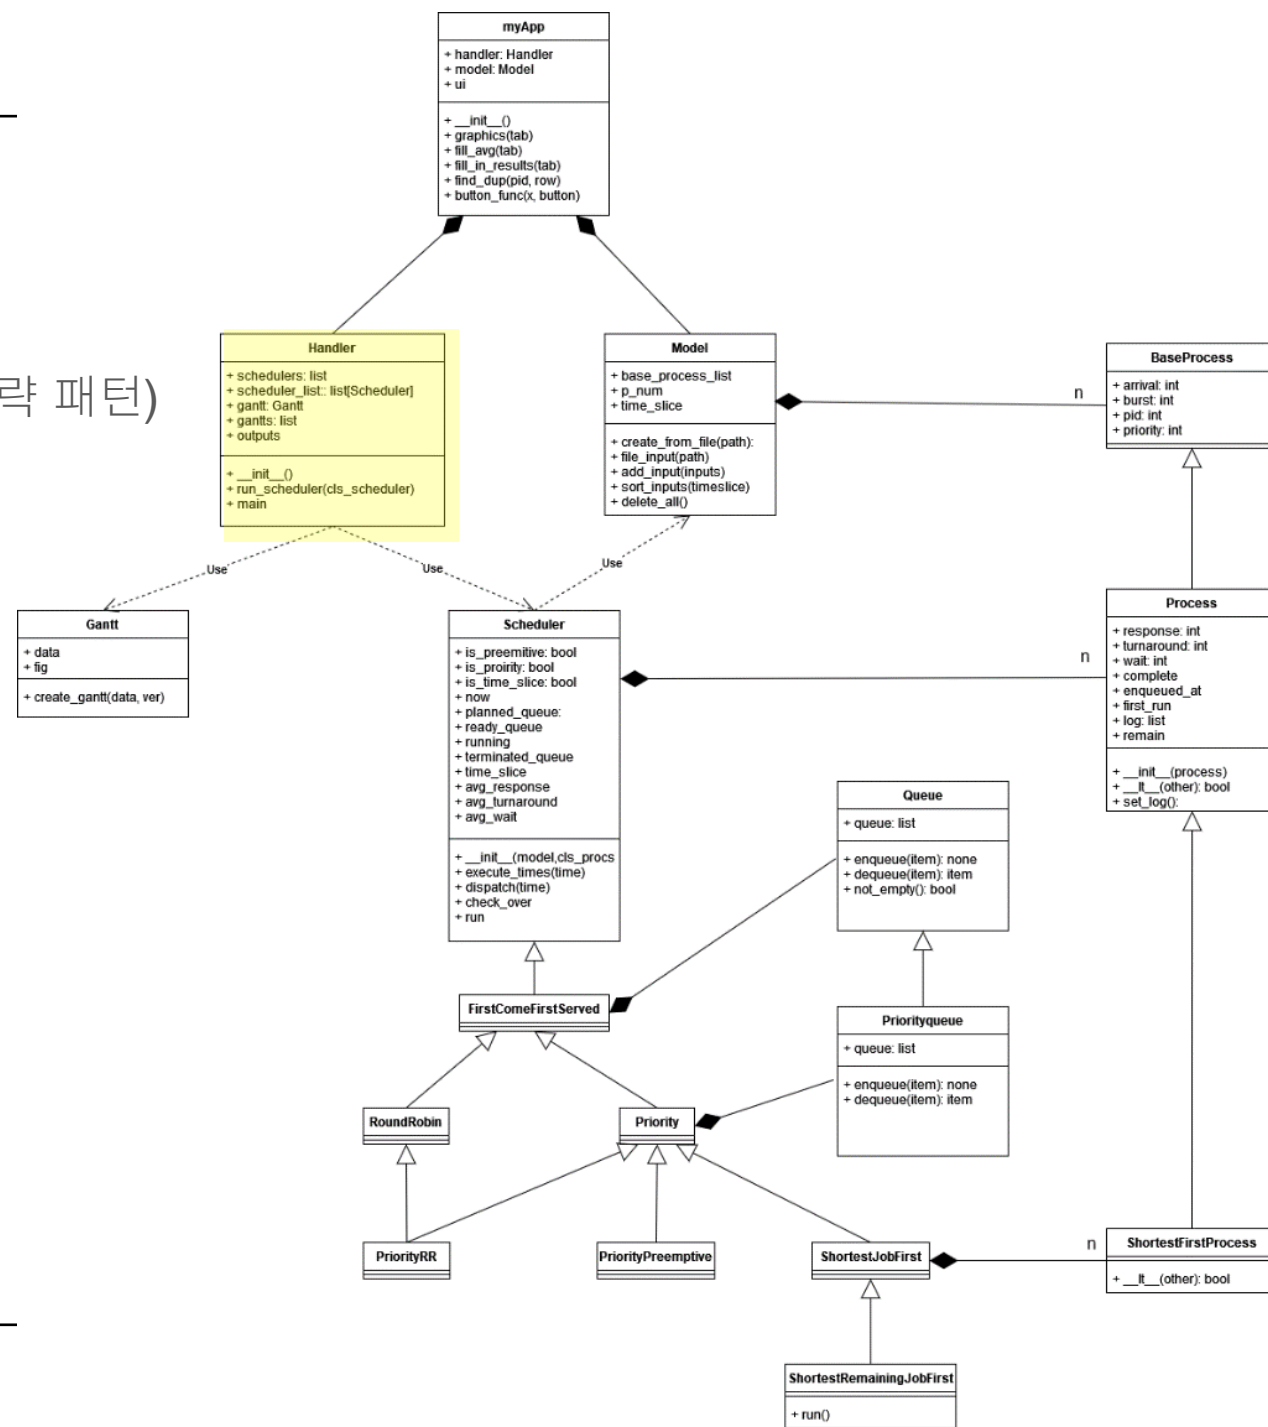 myApp
+ handler: Handler
+ model: Model
+ ui
+ __init__()
+ graphics(tab)
+ fill_avg(tab)
+ fill_in_results(tab)
+ find_dup(pid, row)
+ button_func(x, button)
략 패턴)
Handler
+ schedulers: list
+ scheduler_list:: list[Scheduler]
+ gantt: Gantt
+ gantts: list
+ outputs
+ __init__()
+ run_scheduler(cls_scheduler)
+ main
Model
+ base_process_list
+ p_num
+ time_slice
+ create_from_file(path):
+ file_input(path)
+ add_input(inputs)
+ sort_inputs(timeslice)
+ delete_all()
n
BaseProcess
+ arrival: int
+ burst: int
+ pid: int
+ priority: int
Use
Use
Use
Gantt
+ data
+ fig
+ create_gantt(data, ver)
Scheduler
+ is_preemitive: bool
+ is_proirity: bool
+ is_time_slice: bool
+ now
+ planned_queue:
+ ready_queue
+ running
+ terminated_queue
+ time_slice
+ avg_response
+ avg_turnaround
+ avg_wait
+ __init__(model,cls_procs
+ execute_times(time)
+ dispatch(time)
+ check_over
+ run
n
Process
+ response: int
+ turnaround: int
+ wait: int
+ complete
+ enqueued_at
+ first_run
+ log: list
+ remain
+ __init__(process)
+ __lt__(other): bool
+ set_log():
Queue
+ queue: list
+ enqueue(item): none
+ dequeue(item): item
+ not_empty(): bool
FirstComeFirstServed
Priorityqueue
+ queue: list
+ enqueue(item): none
+ dequeue(item): item
RoundRobin
Priority
PriorityRR
PriorityPreemptive
ShortestJobFirst
n
ShortestFirstProcess
+ __lt__(other): bool
ShortestRemainingJobFirst
+ run()